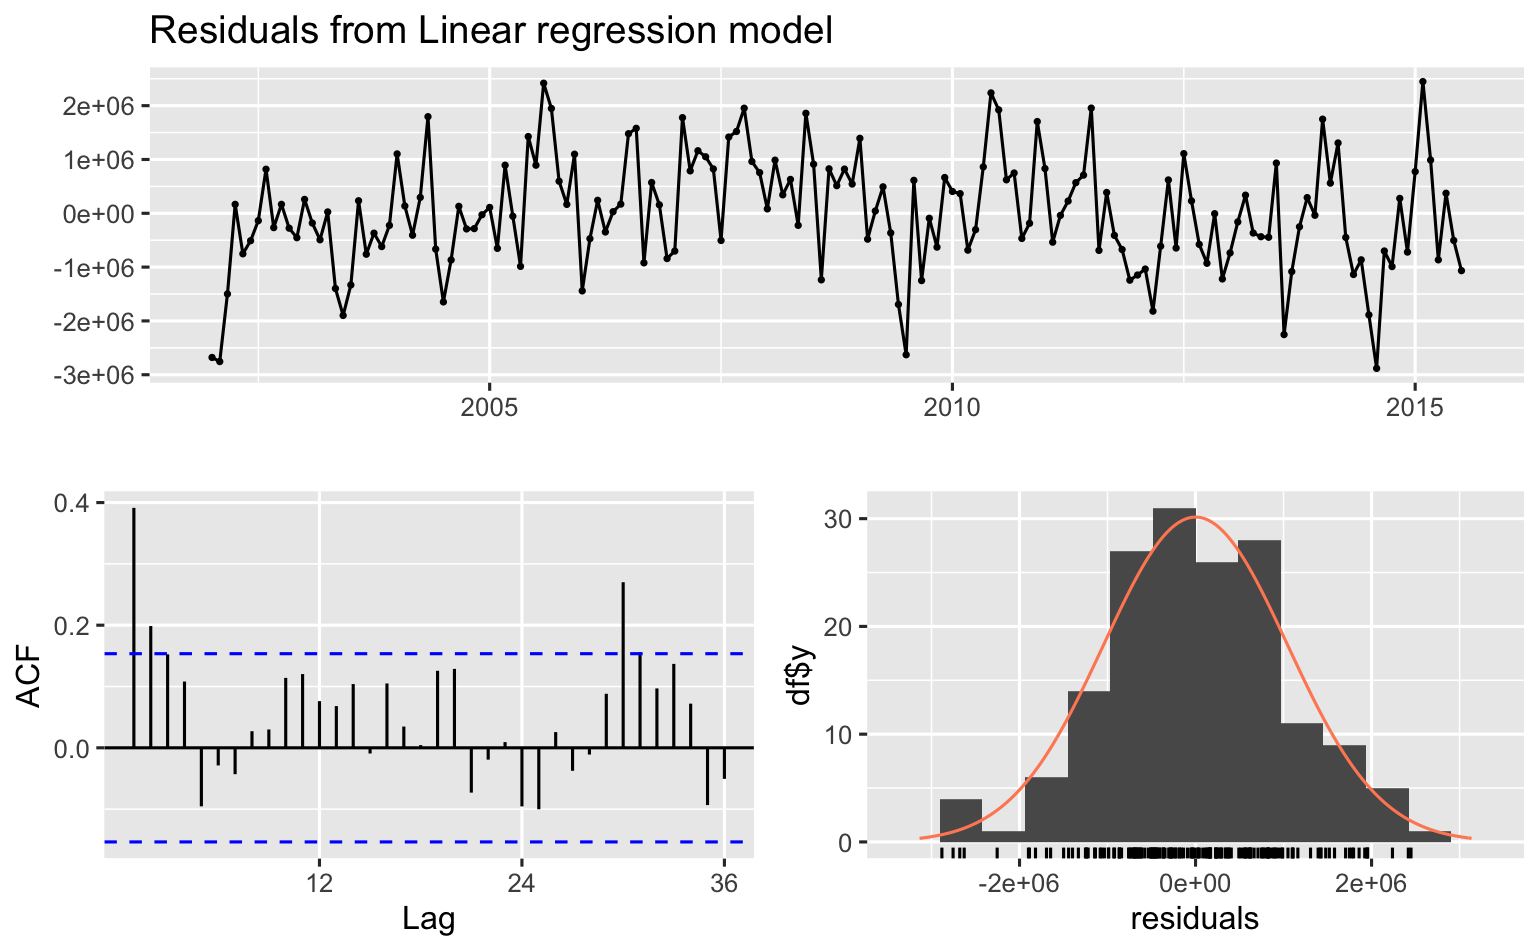 Residuals from Linear regression model
2e+06
1e+06
0e+00
-1e+06
-2e+06
-3e+06
2005 2010 2015
0.4
0.2
0.0
ACF
12 24 36
Lag
30
20
10
0
df$y
-2e+06 0e+00 2e+06
residuals